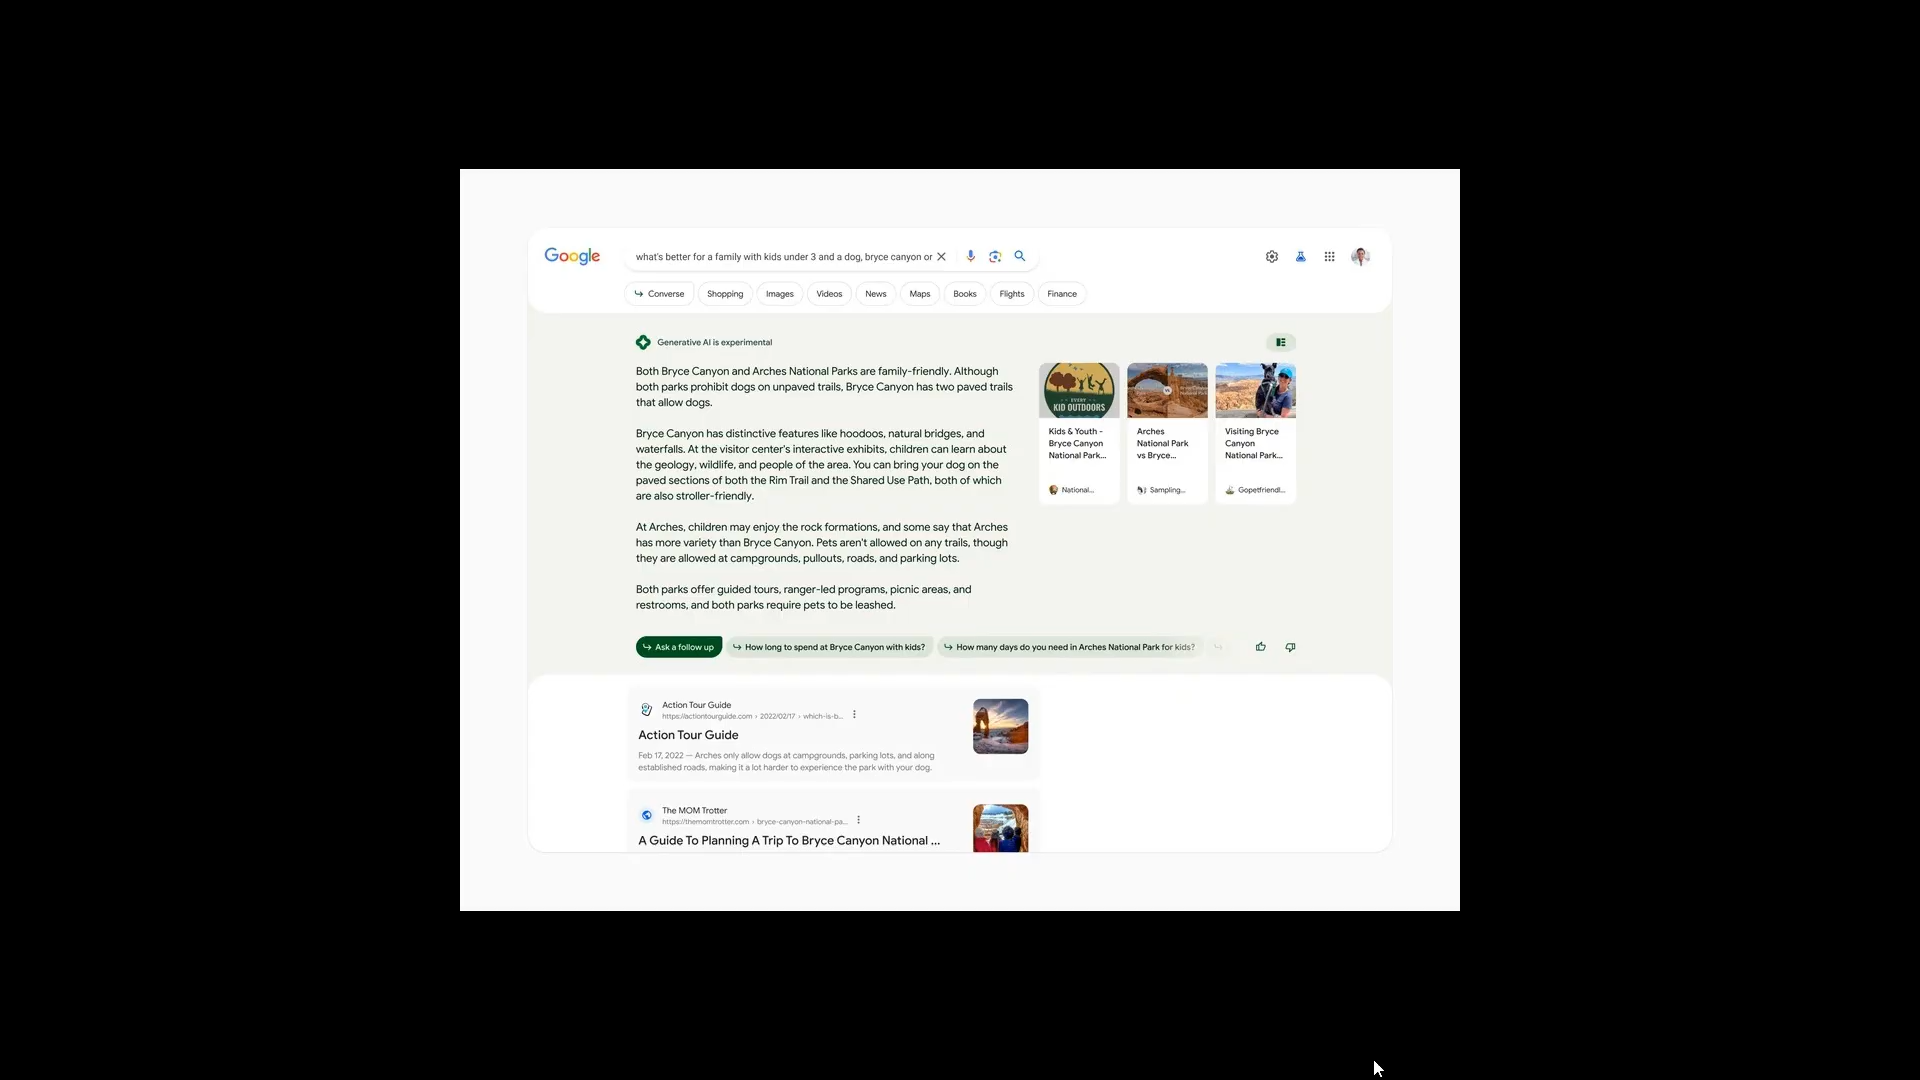 Google
what's better for a family with kids under 3 and a dog, bryce canyon or
Converse
Shopping
Images
Videos
News
Maps
Books
Flights
Finance
Generative AI is experimental
Both Bryce Canyon and Arches National Parks are family-friendly. Although
both parks prohibit dogs on unpaved trails, Bryce Canyon has two paved trails
that allow dogs.
Bryce Canyon has distinctive features like hoodoos, natural bridges, and
waterfalls. At the visitor center's interactive exhibits, children can learn about
the geology, wildlife, and people of the area. You can bring your dog on the
paved sections of both the Rim Trail and the Shared Use Path, both of which
are also stroller-friendly.
At Arches, children may enjoy the rock formations, and some say that Arches
has more variety than Bryce Canyon. Pets aren't allowed on any trails, though
they are allowed at campgrounds, pullouts, roads, and parking lots.
Both parks offer guided tours, ranger-led programs, picnic areas, and
restrooms, and both parks require pets to be leashed.
EVERY
KID OUTDOORS
Kids & Youth -
Bryce Canyon
National Park...
National...
VS
Arches
National Park
vs Bryce...
Sampling...
Visiting Bryce
Canyon
National Park...
Gopetfriendl...
Ask a follow up
How long to spend at Bryce Canyon with kids?
How many days do you need in Arches National Park for kids?
Action Tour Guide
https://actiontourguide.com › 2022/02/17 › which-is-b...
Action Tour Guide
Feb 17, 2022 — Arches only allow dogs at campgrounds, parking lots, and along
established roads, making it a lot harder to experience the park with your dog.
The MOM Trotter
https://themomtrotter.com › bryce-canyon-national-pa...
A Guide To Planning A Trip To Bryce Canyon National ...